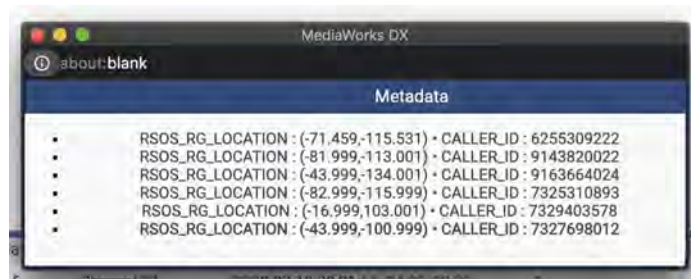 MediaWorks DX
about:blank
Metadata
RSOS_RG_LOCATION : (-71.459,-115.531) • CALLER_ID : 6255309222
RSOS_RG_LOCATION : (-81.999,-113.001) • CALLER_ID : 9143820022
RSOS_RG_LOCATION : (-43.999,-134.001) • CALLER_ID : 9163664024
RSOS_RG_LOCATION : (-82.999,-115.999) • CALLER_ID : 7325310893
RSOS_RG_LOCATION : (-16.999,103.001) • CALLER_ID : 7329403578
RSOS_RG_LOCATION : (-43.999,-100.999) • CALLER_ID : 7327698012